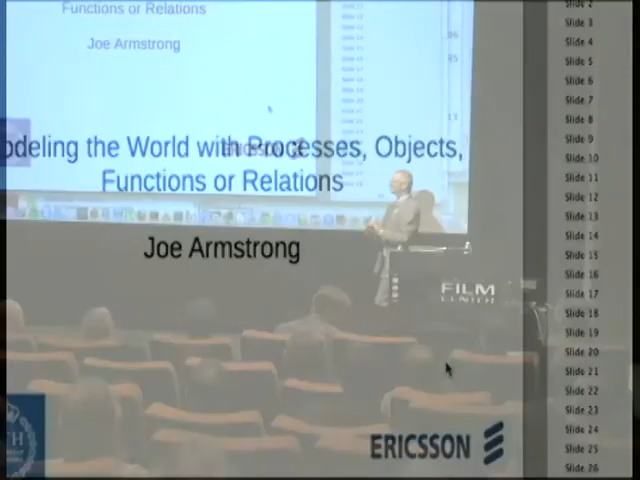 Functions or Relations
Joe Armstrong
odeling the World with Processes, Objects,
Functions or Relations
Joe Armstrong
FILM
ERICSSON
Slide 3
Slide 4
Slide 5
Slide 6
Slide 7
Slide 8
Slide 9
Slide 10
Slide 11
Slide 12
Slide 13
Slide 14
Slide 15
Slide 16
Slide 17
Slide 18
Slide 19
Slide 20
Slide 21
Slide 22
Slide 23
Slide 24
Slide 25
Slide 26